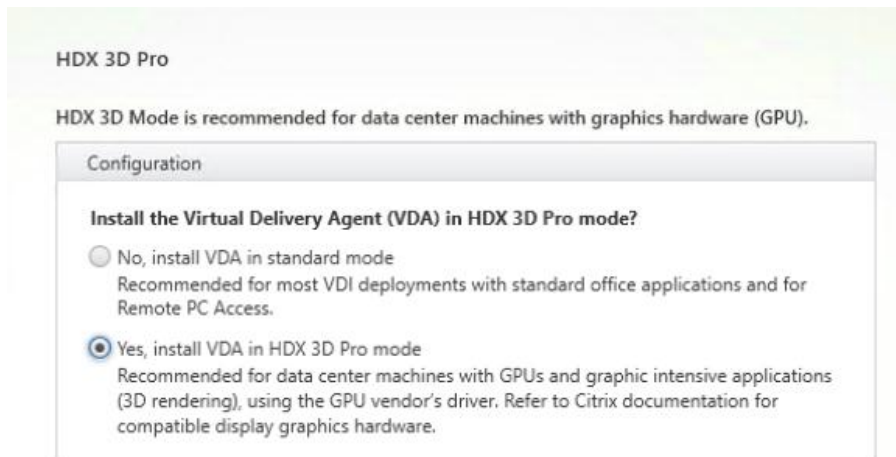 HDX 3D Pro
HDX 3D Mode is recommended for data center machines with graphics hardware (GPU).
Configuration
Install the Virtual Delivery Agent (VDA) in HDX 3D Pro mode?
No, install VDA in standard mode
Recommended for most VDI deployments with standard office applications and for
Remote PC Access.
Yes, install VDA in HDX 3D Pro mode
Recommended for data center machines with GPUs and graphic intensive applications
(3D rendering), using the GPU vendor's driver. Refer to Citrix documentation for
compatible display graphics hardware.